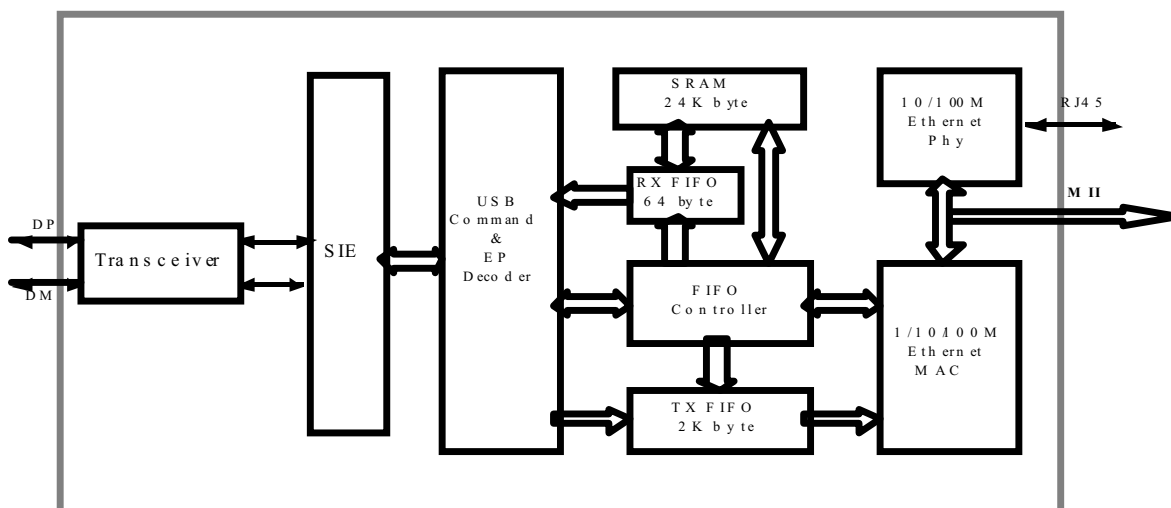 DP
DM
Transceiver
SIE
USB
Command
&
EP
Decoder
SRAM
24K byte
RX FIFO
64 byte
FIFO
Controller
TX FIFO
2K byte
10/100M
Ethernet
Phy
RJ45
MII
1/10/100M
Ethernet
MAC